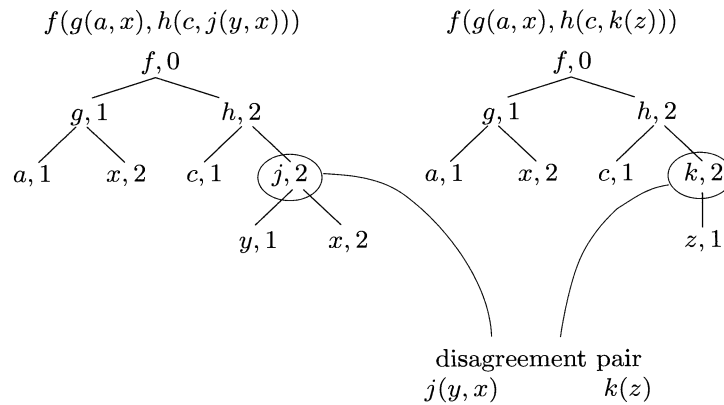 f(g(a, x), h(c, j(y, x))) f(g(a, x), h(c, k(z)))
f, 0 f, 0
g, 1 h, 2 g, 1 h, 2
a, 1 x, 2 c, 1 j, 2 a, 1 x, 2 c, 1 k, 2
y, 1 x, 2 z, 1
disagreement pair
j(y, x) k(z)